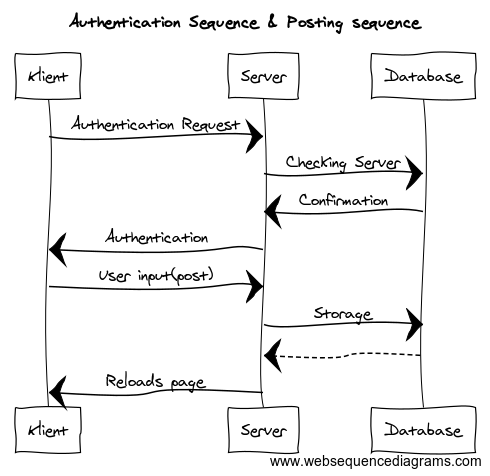 Authentication Sequence & Posting sequence
Klient Server Database
Authentication Request
Checking Server
Confirmation
Authentication
User input(post)
Storage
Reloads page
Klient Server Database
www.websequencediagrams.com